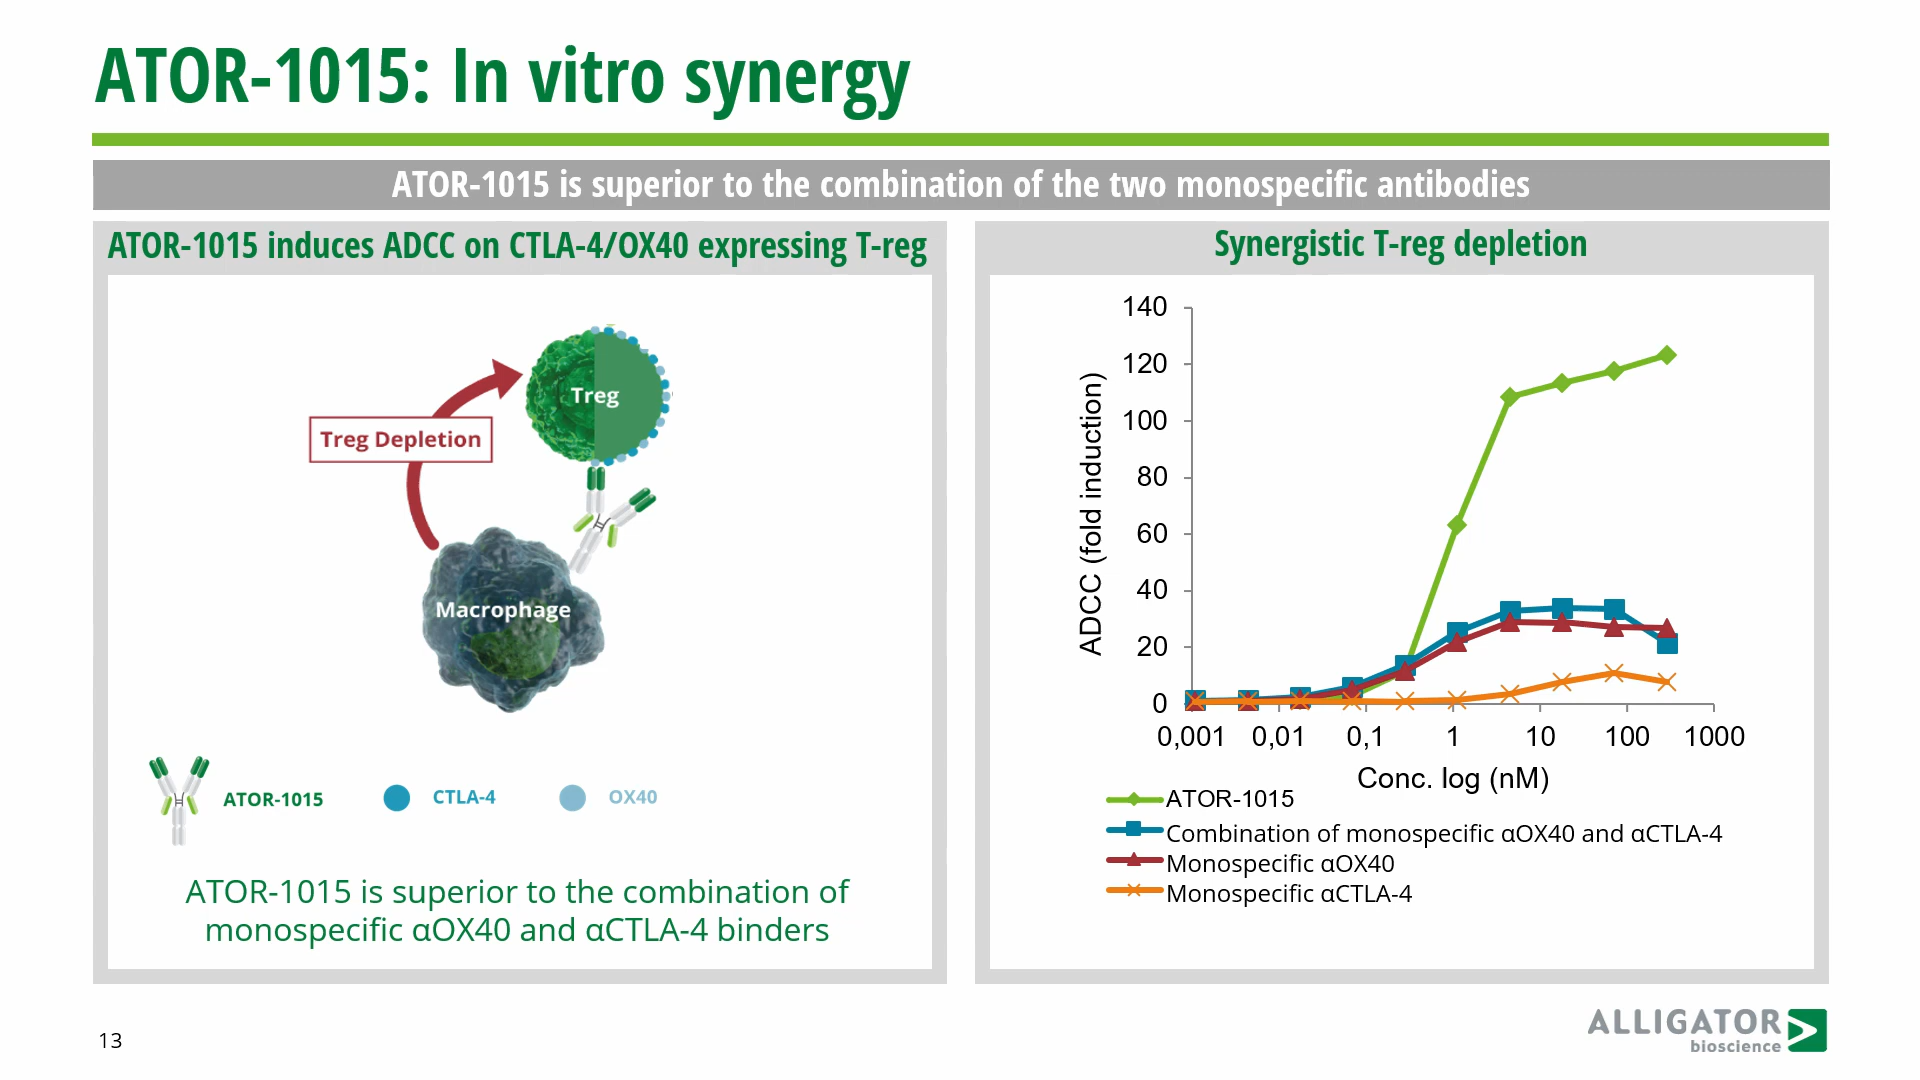 ATOR-1015: In vitro synergy
ATOR-1015 is superior to the combination of the two monospecific antibodies
ATOR-1015 induces ADCC on CTLA-4/OX40 expressing T-reg
Treg
Treg Depletion
Macrophage
ATOR-1015
CTLA-4
OX40
ATOR-1015 is superior to the combination of
monospecific αOX40 and αCTLA-4 binders
Synergistic T-reg depletion
ADCC (fold induction)
140
120
100
80
60
40
20
0
0,001 0,01 0,1 1 10 100 1000
Conc. log (nM)
ATOR-1015
Combination of monospecific αOX40 and αCTLA-4
Monospecific αOX40
Monospecific αCTLA-4
13
ALLIGATOR
bioscience